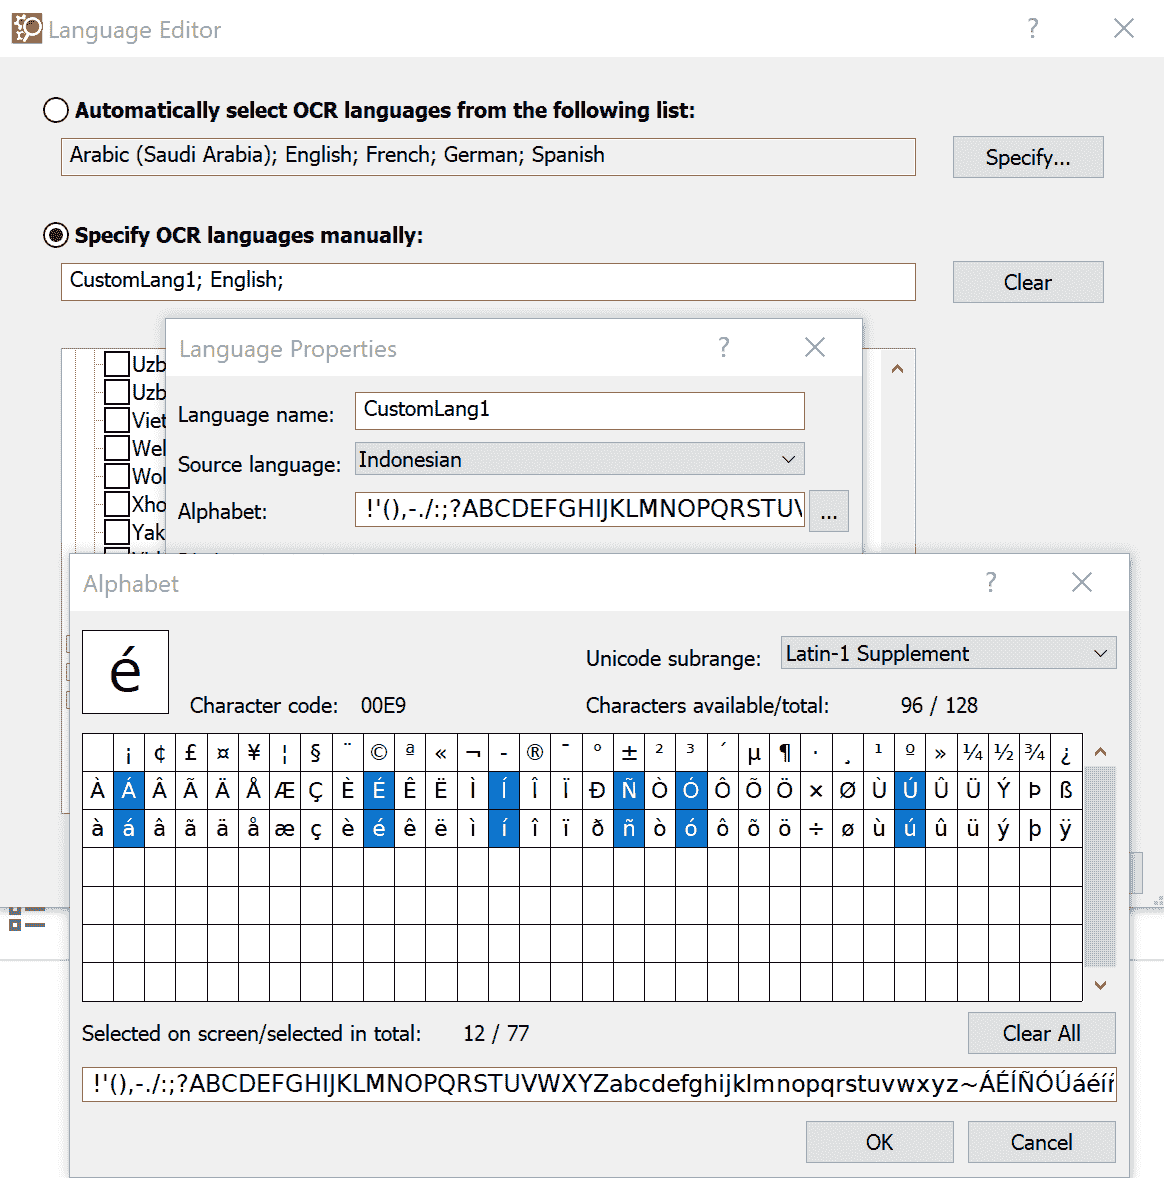 Language Editor ?
Automatically select OCR languages from the following list:
Arabic (Saudi Arabia); English; French; German; Spanish
Specify...
Specify OCR languages manually:
CustomLang1; English;
Clear
Language Properties ?
Uzb
Uzb
Viet
Wel
Wol
Xho
Yak
Language name: CustomLang1
Source language: Indonesian
Alphabet: !'(),-./:;?ABCDEFGHIJKLMNOPQRSTUV
...
Alphabet ?
é
Unicode subrange: Latin-1 Supplement
Character code: 00E9
Characters available/total: 96 / 128
¡ ¢ £ ¤ ¥ ¦ § ¨ © ª « ¬ - ® ¯ ° ± ² ³ ´ µ ¶ · ¸ ¹ º » ¼ ½ ¾ ¿
À Á Â Ã Ä Å Æ Ç È É Ê Ë Ì Í Î Ï Ð Ñ Ò Ó Ô Õ Ö × Ø Ù Ú Û Ü Ý Þ ß
à á â ã ä å æ ç è é ê ë ì í î ï ð ñ ò ó ô õ ö ÷ ø ù ú û ü ý þ ÿ
Selected on screen/selected in total: 12 / 77
Clear All
!'(),-./:;?ABCDEFGHIJKLMNOPQRSTUVWXYZabcdefghijklmnopqrstuvwxyz~ÁÉÍÑÓÚáéí
OK
Cancel